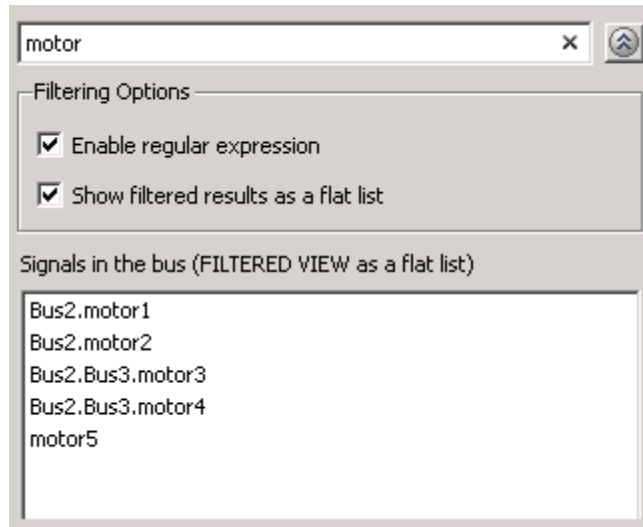 motor
Filtering Options
Enable regular expression
Show filtered results as a flat list
Signals in the bus (FILTERED VIEW as a flat list)
Bus2.motor1
Bus2.motor2
Bus2.Bus3.motor3
Bus2.Bus3.motor4
motor5